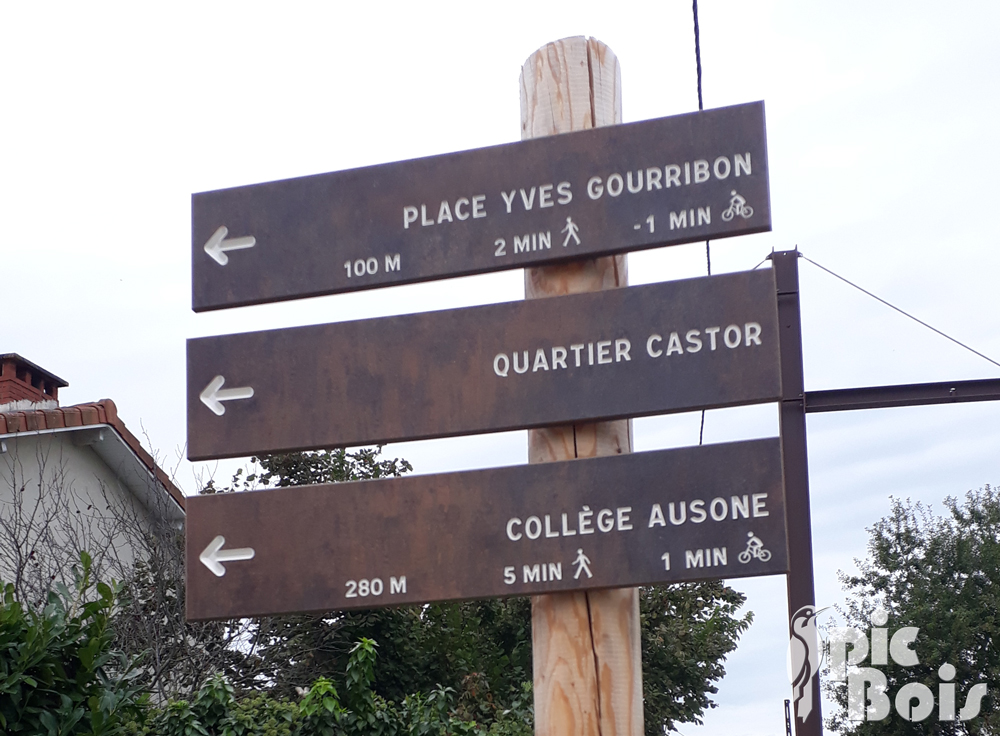 PLACE YVES GOURRIBON
100 M 2 MIN -1 MIN
QUARTIER CASTOR
COLLÈGE AUSONE
280 M 5 MIN 1 MIN
pic
Bois